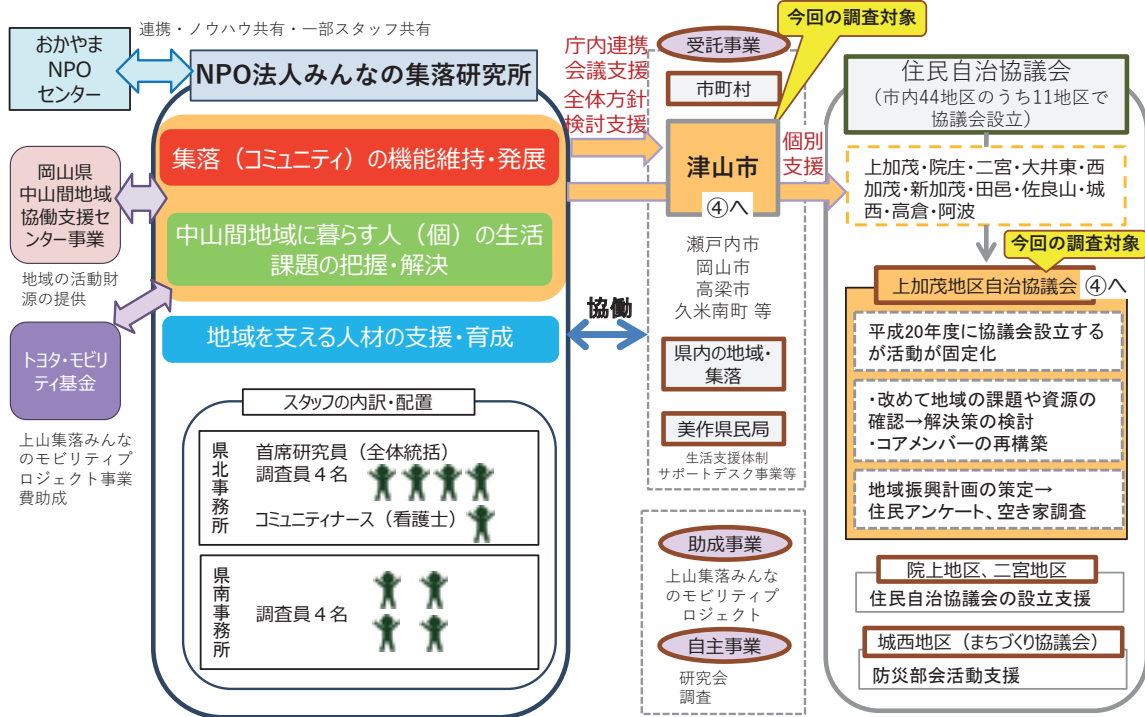 連携・ノウハウ共有・一部スタッフ共有
おかやま
NPO
センター
NPO法人みんなの集落研究所
集落（コミュニティ）の機能維持・発展
中山間地域に暮らす人（個）の生活
課題の把握・解決
地域を支える人材の支援・育成
岡山県
中山間地域
協働支援セ
ンター事業
地域の活動財
源の提供
トヨタ・モビリ
ティ基金
上山集落みんな
のモビリティプ
ロジェクト事業
費助成
スタッフの内訳・配置
県北事務所
首席研究員（全体統括）
調査員４名
コミュニティナース（看護士）
県南事務所
調査員４名
庁内連携
会議支援
全体方針
検討支援
協働
今回の調査対象
受託事業
市町村
津山市
④へ
瀬戸内市
岡山市
高梁市
久米南町 等
県内の地域・
集落
美作県民局
生活支援体制
サポートデスク事業等
助成事業
上山集落みんな
のモビリティプ
ロジェクト
自主事業
研究会
調査
個別
支援
住民自治協議会
（市内44地区のうち11地区で
協議会設立）
上加茂・院庄・二宮・大井東・西
加茂・新加茂・田邑・佐良山・城
西・高倉・阿波
今回の調査対象
上加茂地区自治協議会
④へ
平成20年度に協議会設立する
が活動が固定化
・改めて地域の課題や資源の
確認→解決策の検討
・コアメンバーの再構築
地域振興計画の策定→
住民アンケート、空き家調査
院上地区、二宮地区
住民自治協議会の設立支援
城西地区（まちづくり協議会）
防災部会活動支援